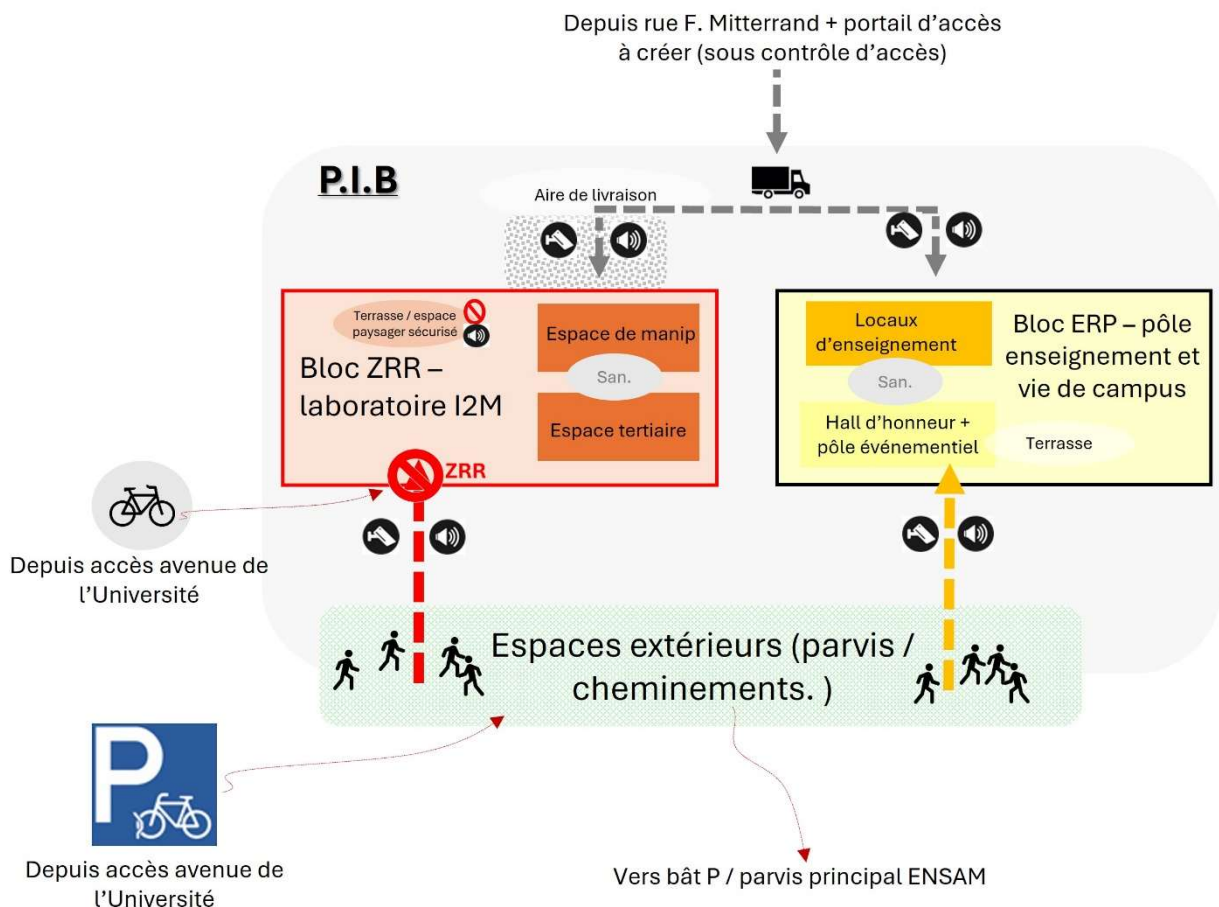 Depuis rue F. Mitterrand + portail d’accès
à créer (sous contrôle d’accès)
P.I.B
Aire de livraison
Terrasse / espace
paysager sécurisé
Bloc ZRR –
laboratoire I2M
Espace de manip
San.
Espace tertiaire
ZRR
Locaux
d’enseignement
San.
Hall d’honneur +
pôle événementiel
Bloc ERP – pôle
enseignement et
vie de campus
Terrasse
Depuis accès avenue de
l’Université
Espaces extérieurs (parvis /
cheminements. )
P
Depuis accès avenue de
l’Université
Vers bât P / parvis principal ENSAM